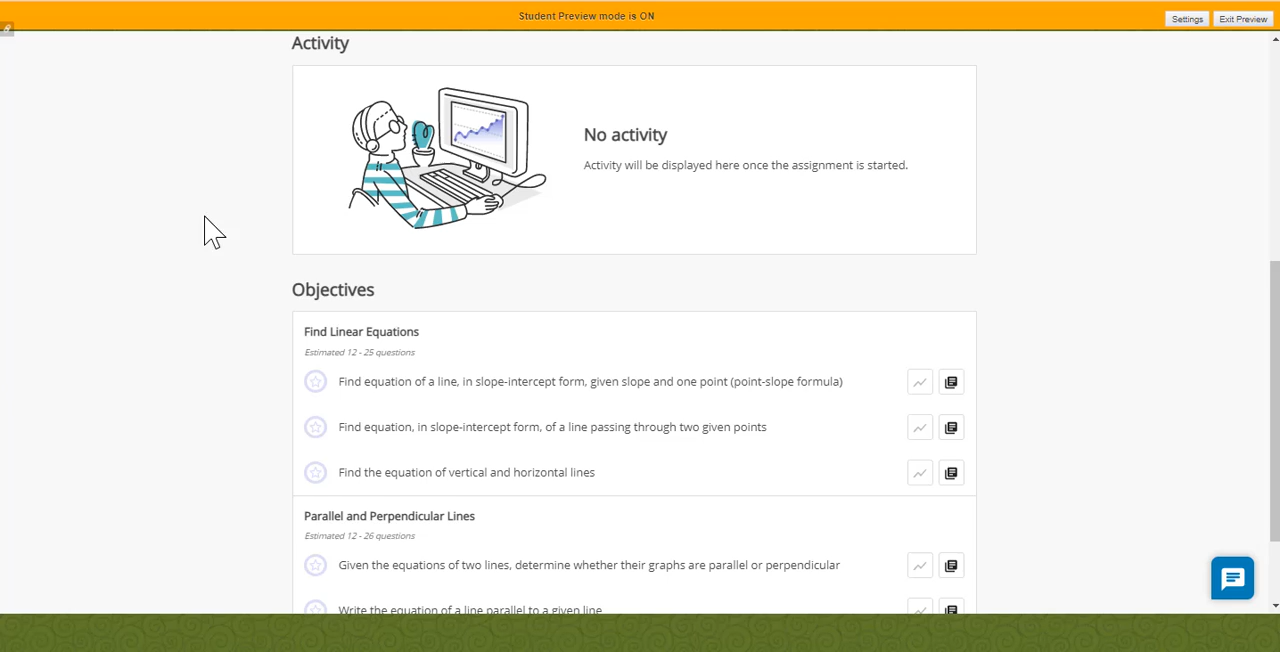 Student Preview mode is ON
Settings
Exit Preview
Activity
No activity
Activity will be displayed here once the assignment is started.
Objectives
Find Linear Equations
Estimated 12 - 25 questions
Find equation of a line, in slope-intercept form, given slope and one point (point-slope formula)
Find equation, in slope-intercept form, of a line passing through two given points
Find the equation of vertical and horizontal lines
Parallel and Perpendicular Lines
Estimated 12 - 26 questions
Given the equations of two lines, determine whether their graphs are parallel or perpendicular
Write the equation of a line parallel to a given line